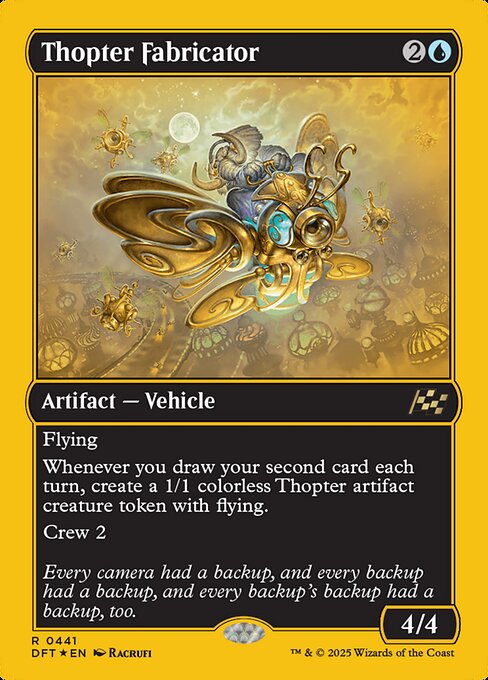 Thopter Fabricator 2
Artifact — Vehicle
Flying
Whenever you draw your second card each
turn, create a 1/1 colorless Thopter artifact
creature token with flying.
Crew 2
Every camera had a backup, and every backup
had a backup, and every backup's backup had a
backup, too.
4/4
R 0441
DFT★EN Racrufi
™ & © 2025 Wizards of the Coast